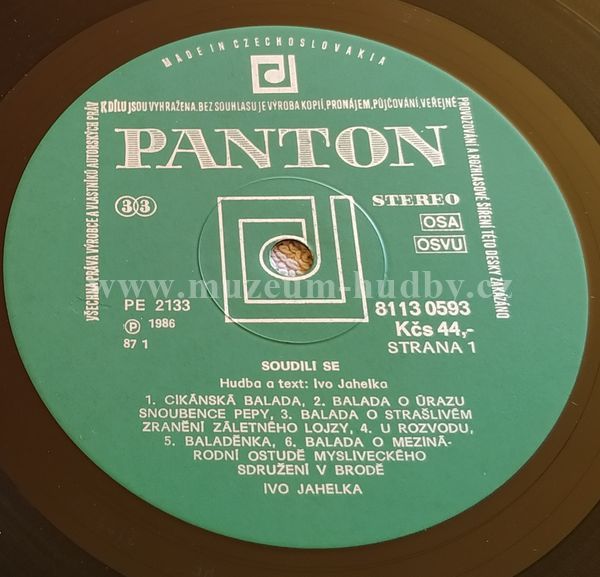 MADE IN CZECHOSLOVAKIA
VŠECHNA PRÁVA VÝROBCE A VLASTNÍKŮ AUTORSKÝCH PRÁV
K DÍLU JSOU VYHRAŽENA. BEZ SOUHLASU JE VÝROBA KOPIÍ, PRONÁJEM, PŮJČOVÁNÍ, VEŘEJNÉ
PROVOZOVÁNÍ A ROZHLASOVÉ ŠÍŘENÍ TÉTO DESKY ZAKÁZÁNO
PANTON
33
STEREO
OSA
OSVU
www.muzeum-hudby.cz
PE 2133
8113 0593
Ⓟ 1986
Kčs 44,-
87 1
STRANA 1
SOUDILI SE
Hudba a text: Ivo Jahelka
1. CIKÁNSKÁ BALADA, 2. BALADA O ÚRAZU
SNOUBENCE PEPY, 3. BALADA O STRAŠLIVÉM
ZRANĚNÍ ZÁLETNÉHO LOJZY, 4. U ROZVODU,
5. BALADĚNKA, 6. BALADA O MEZINÁ-
RODNÍ OSTUDĚ MYSLIVECKÉHO
SDRUŽENÍ V BRODĚ
IVO JAHELKA